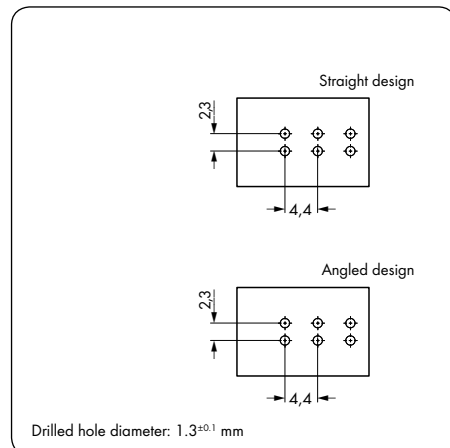 Straight design
2,3
4,4
Angled design
2,3
4,4
Drilled hole diameter: 1.3±0.1 mm